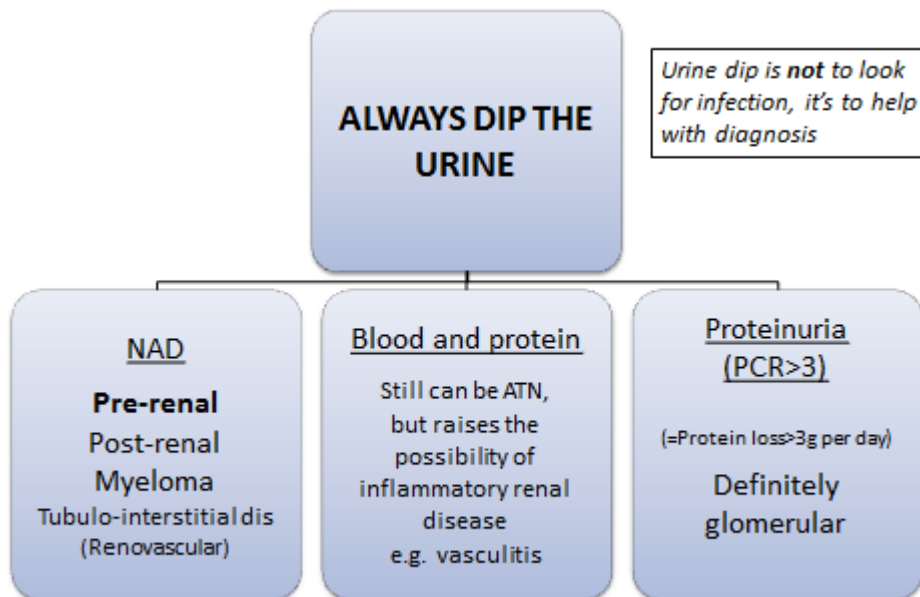 ALWAYS DIP THE
URINE
Urine dip is not to look
for infection, it's to help
with diagnosis
NAD
Pre-renal
Post-renal
Myeloma
Tubulo-interstitial dis
(Renovascular)
Blood and protein
Still can be ATN,
but raises the
possibility of
inflammatory renal
disease
e.g. vasculitis
Proteinuria
(PCR>3)
(=Protein loss>3g per day)
Definitely
glomerular